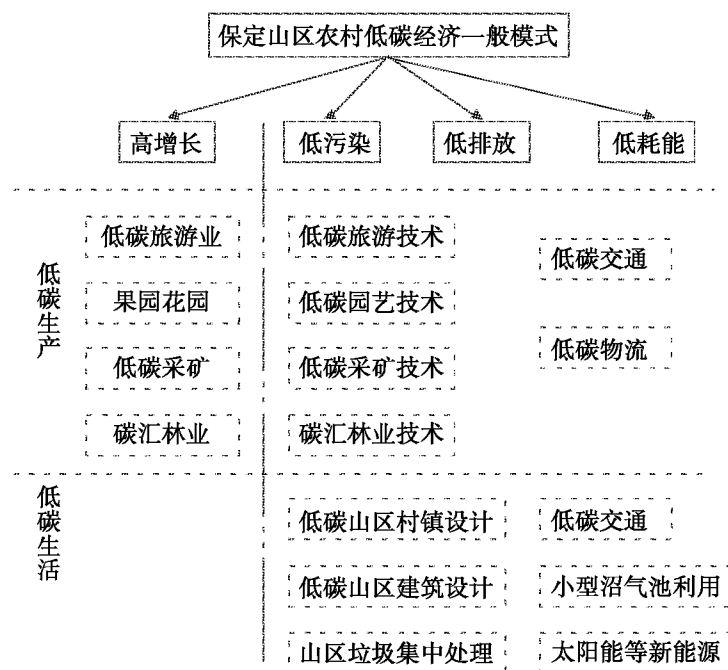 保定山区农村低碳经济一般模式
高增长
低污染
低排放
低耗能
低碳生产
低碳旅游业
低碳旅游技术
低碳交通
果园花园
低碳园艺技术
低碳物流
低碳采矿
低碳采矿技术
碳汇林业
碳汇林业技术
低碳生活
低碳山区村镇设计
低碳交通
低碳山区建筑设计
小型沼气池利用
山区垃圾集中处理
太阳能等新能源